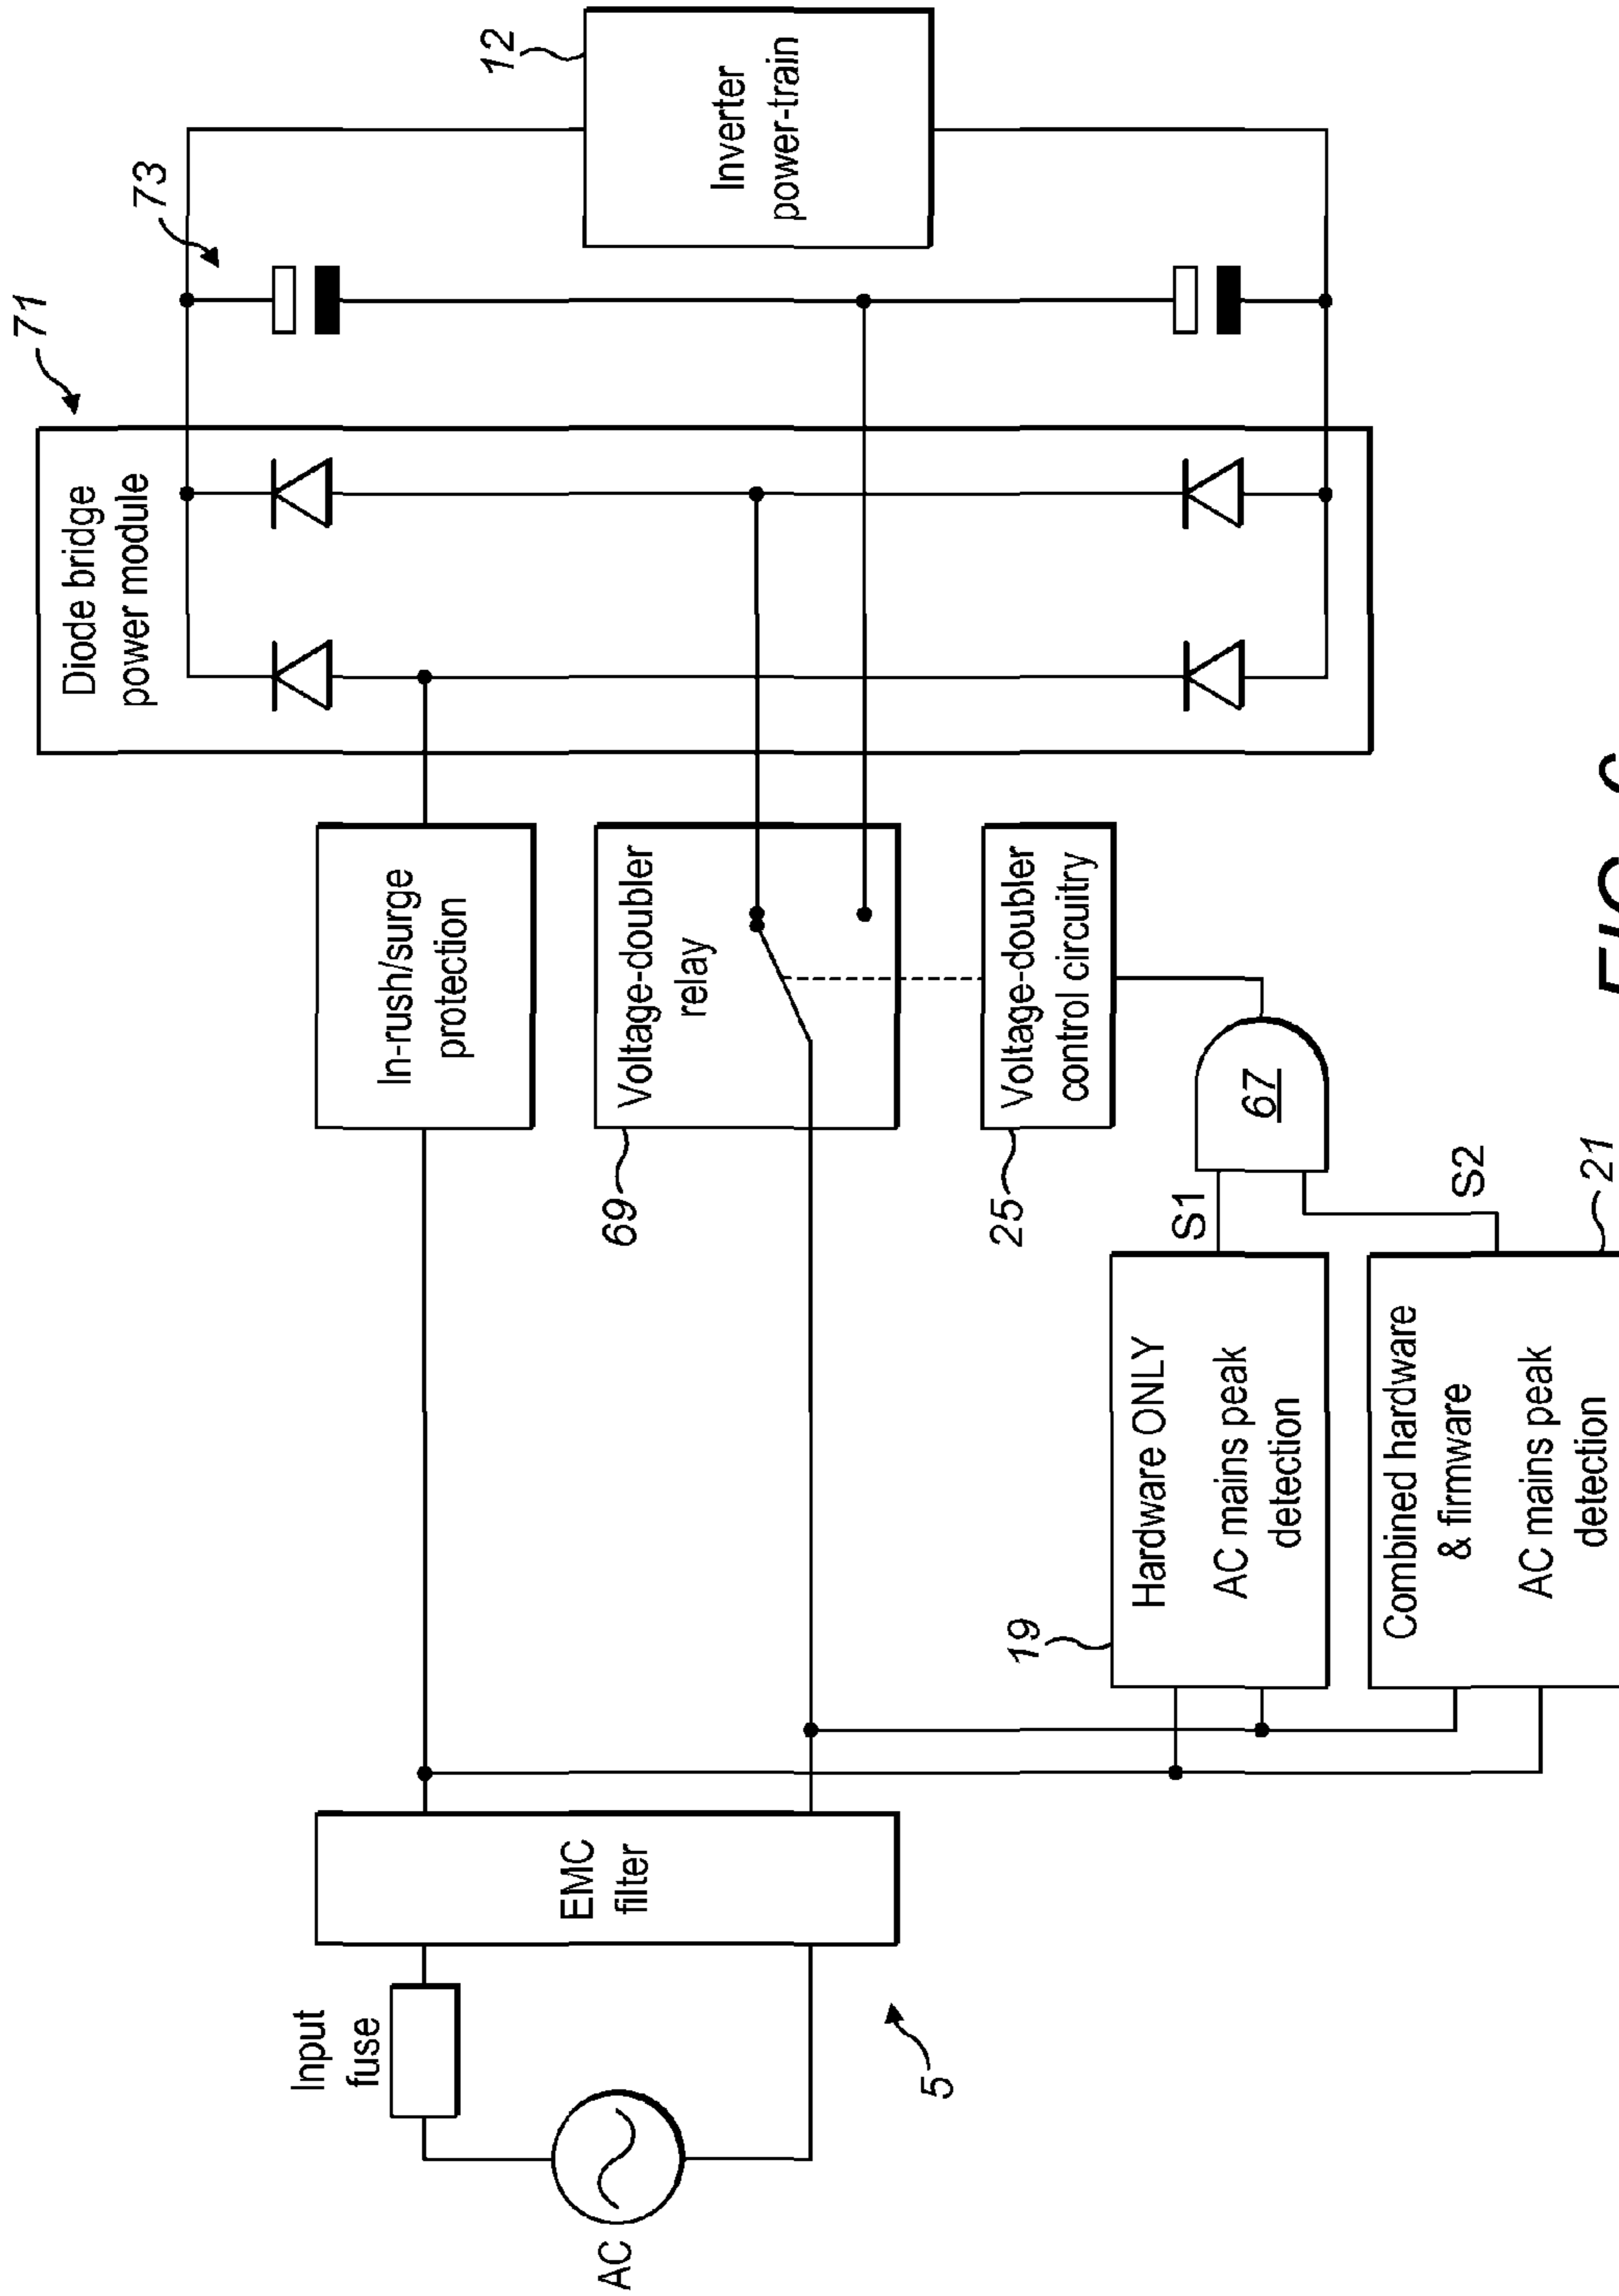 71
73
12
Diode bridge
power module
Inverter
power-train
In-rush/surge
protection
Voltage-doubler
relay
69
Voltage-doubler
control circuitry
25
67
S1
S2
Hardware ONLY
AC mains peak
detection
19
Combined hardware
& firmware
AC mains peak
detection
21
EMC
filter
Input
fuse
AC
5